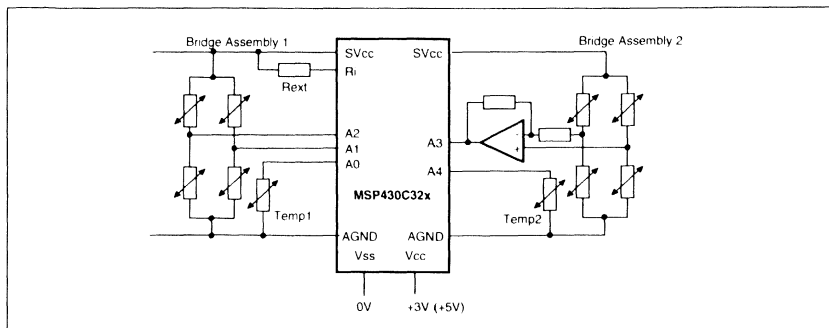 Bridge Assembly 1
SVcc
SVcc
Bridge Assembly 2
Rext
RI
A2
A1
A0
A3
A4
MSP430C32x
Temp1
Temp2
AGND
AGND
Vss
Vcc
0V
+3V (+5V)
-
+